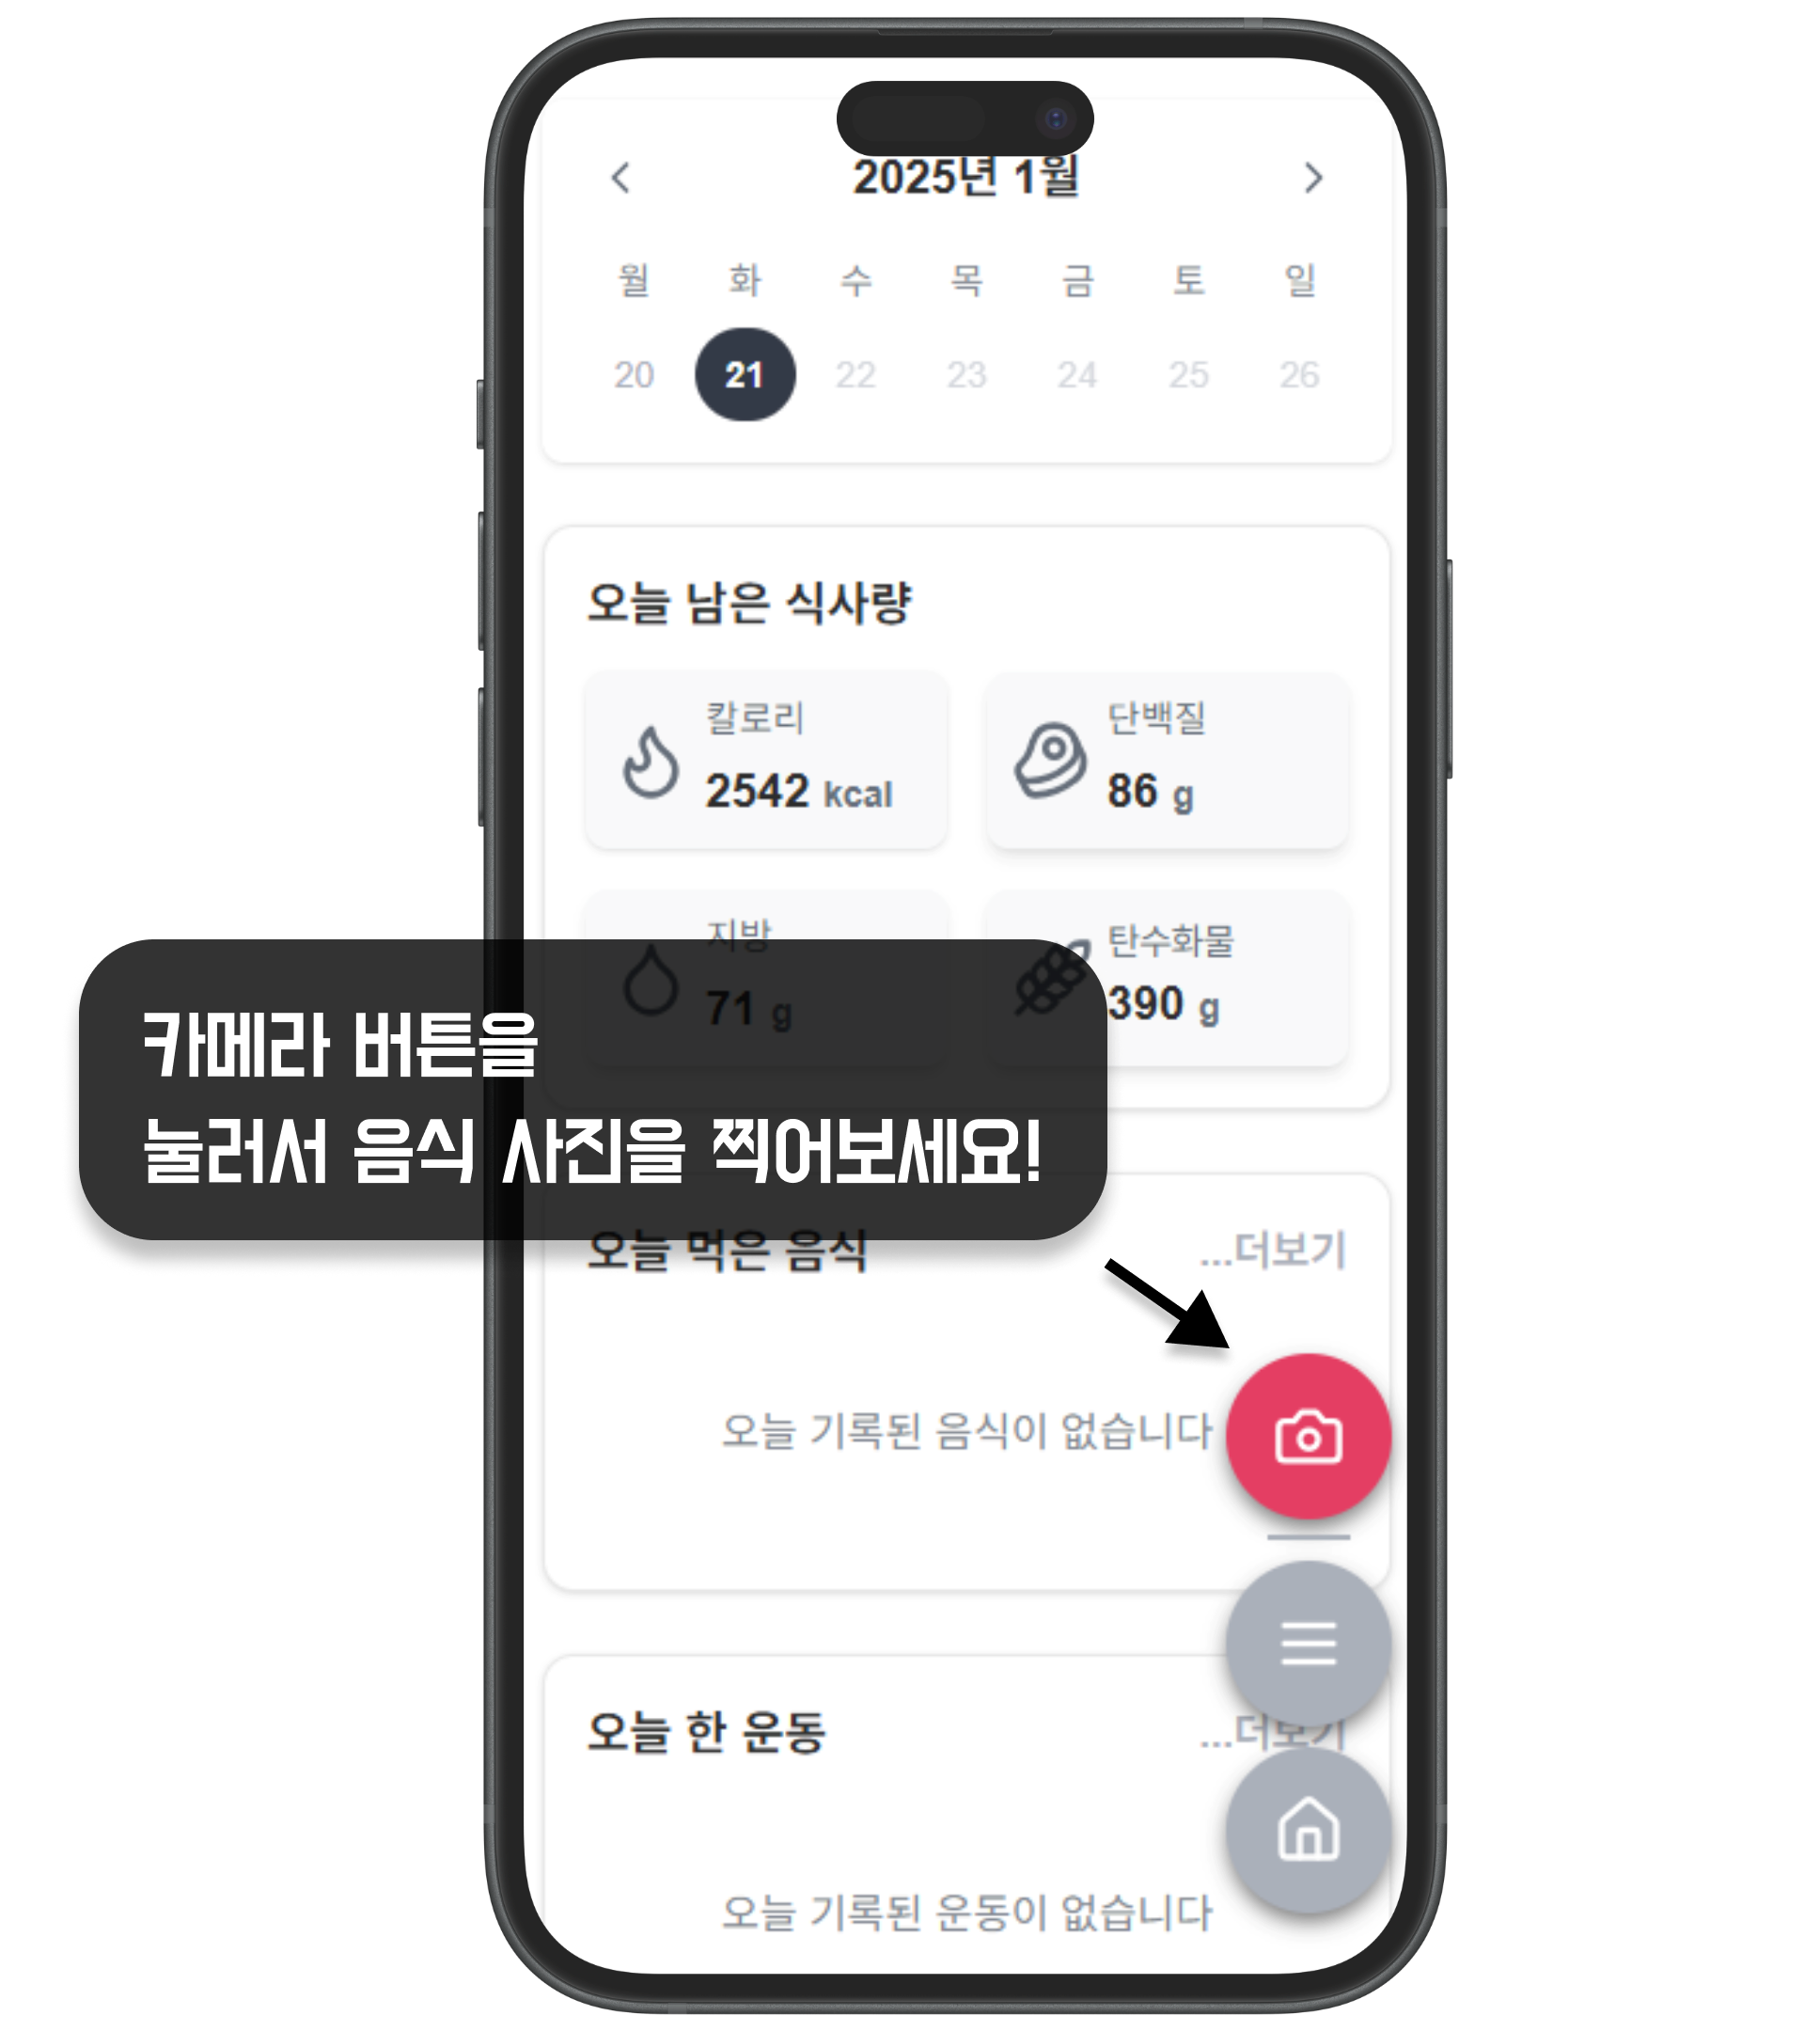 2025년 1월
월 화 수 목 금 토 일
20 21 22 23 24 25 26
오늘 남은 식사량
칼로리
2542 kcal
단백질
86 g
지방
71 g
탄수화물
390 g
카메라 버튼을
눌러서 음식 사진을 찍어보세요!
오늘 먹은 음식
...더보기
오늘 기록된 음식이 없습니다
오늘 한 운동
...더보기
오늘 기록된 운동이 없습니다